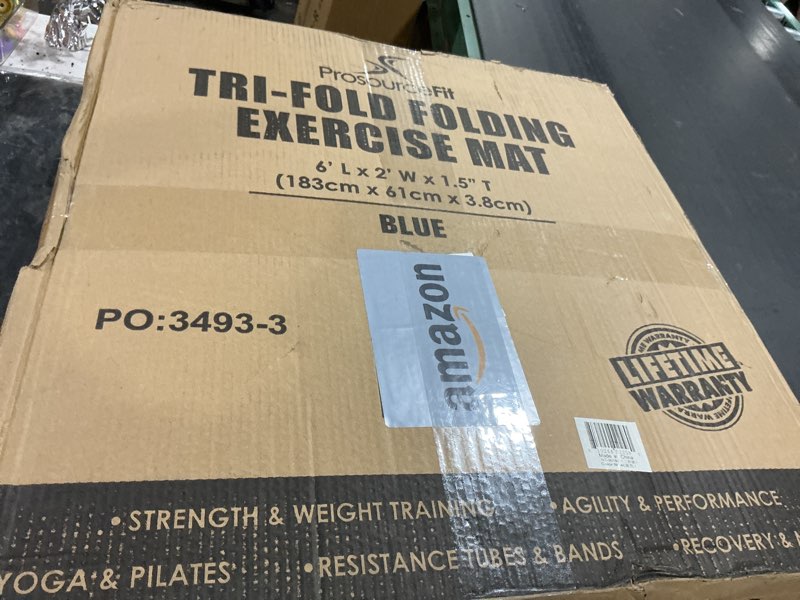 ProsourceFit
TRI-FOLD FOLDING
EXERCISE MAT
6' L x 2' W x 1.5" T
(183cm x 61cm x 3.8cm)
BLUE
amazon
PO:3493-3
LIFETIME
WARRANTY
• STRENGTH & WEIGHT TRAINING • AGILITY & PERFORMANCE
YOGA & PILATES • RESISTANCE TUBES & BANDS • RECOVERY &